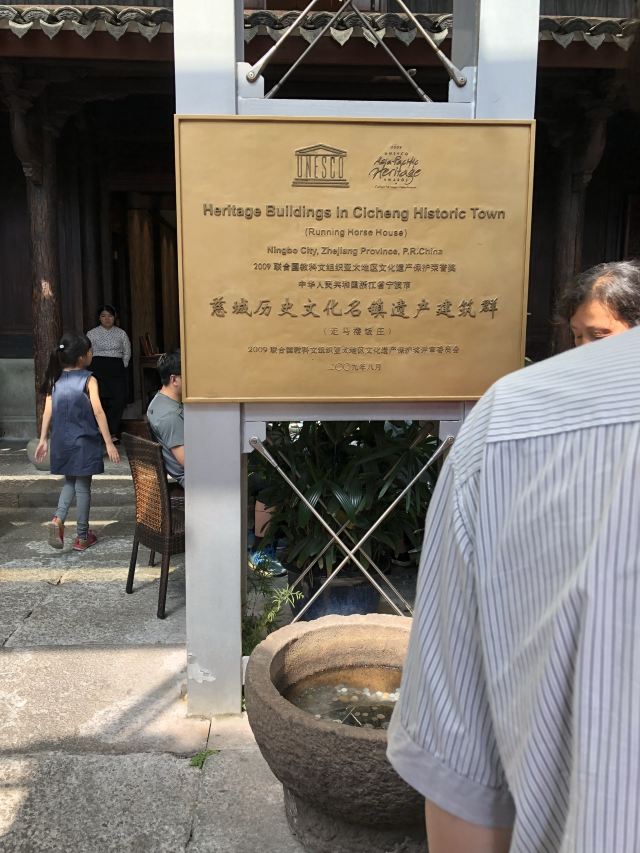 UNESCO
2009
UNESCO
Asia-Pacific
Heritage
AWARDS
Heritage Buildings in Cicheng Historic Town
(Running Horse House)
Ningbo City, Zhejiang Province, P.R.China
2009 联合国教科文组织亚太地区文化遗产保护荣誉奖
中华人民共和国浙江省宁波市
慈城历史文化名镇遗产建筑群
(走马楼饭庄)
2009 联合国教科文组织亚太地区文化遗产保护奖评审委员会
二〇〇九年八月